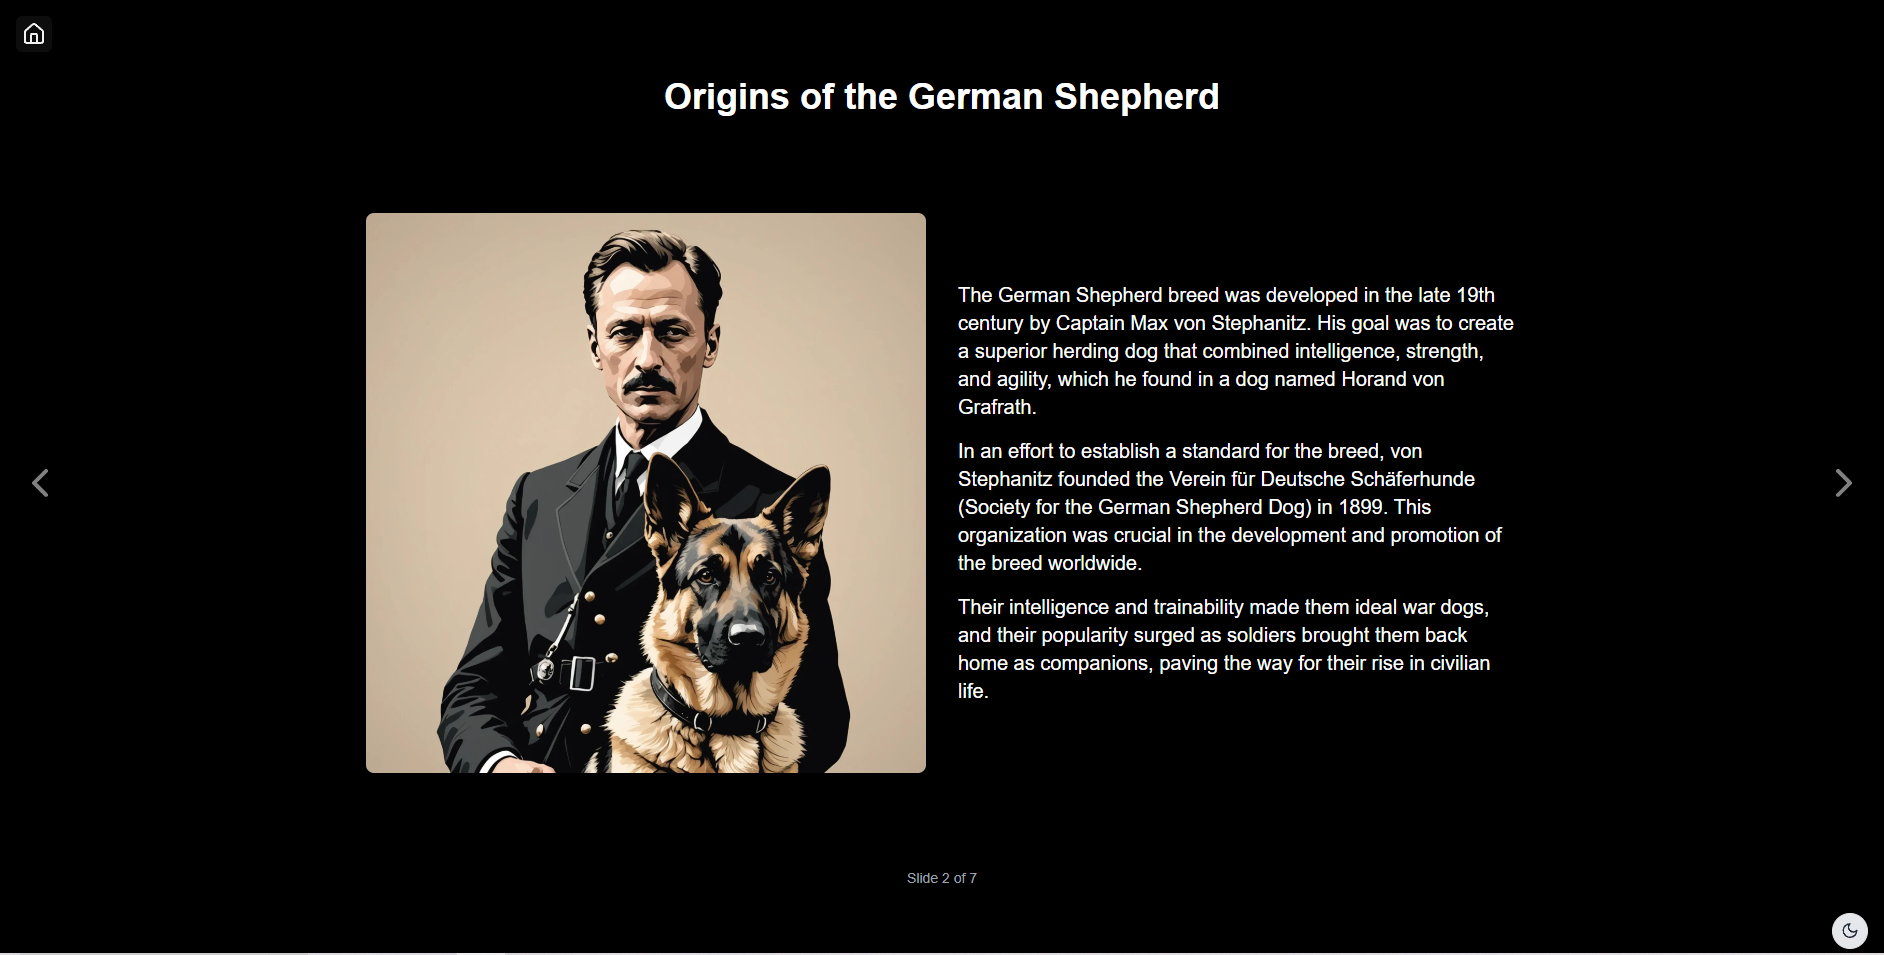 Origins of the German Shepherd
The German Shepherd breed was developed in the late 19th
century by Captain Max von Stephanitz. His goal was to create
a superior herding dog that combined intelligence, strength,
and agility, which he found in a dog named Horand von
Grafrath.
In an effort to establish a standard for the breed, von
Stephanitz founded the Verein für Deutsche Schäferhunde
(Society for the German Shepherd Dog) in 1899. This
organization was crucial in the development and promotion of
the breed worldwide.
Their intelligence and trainability made them ideal war dogs,
and their popularity surged as soldiers brought them back
home as companions, paving the way for their rise in civilian
life.
Slide 2 of 7